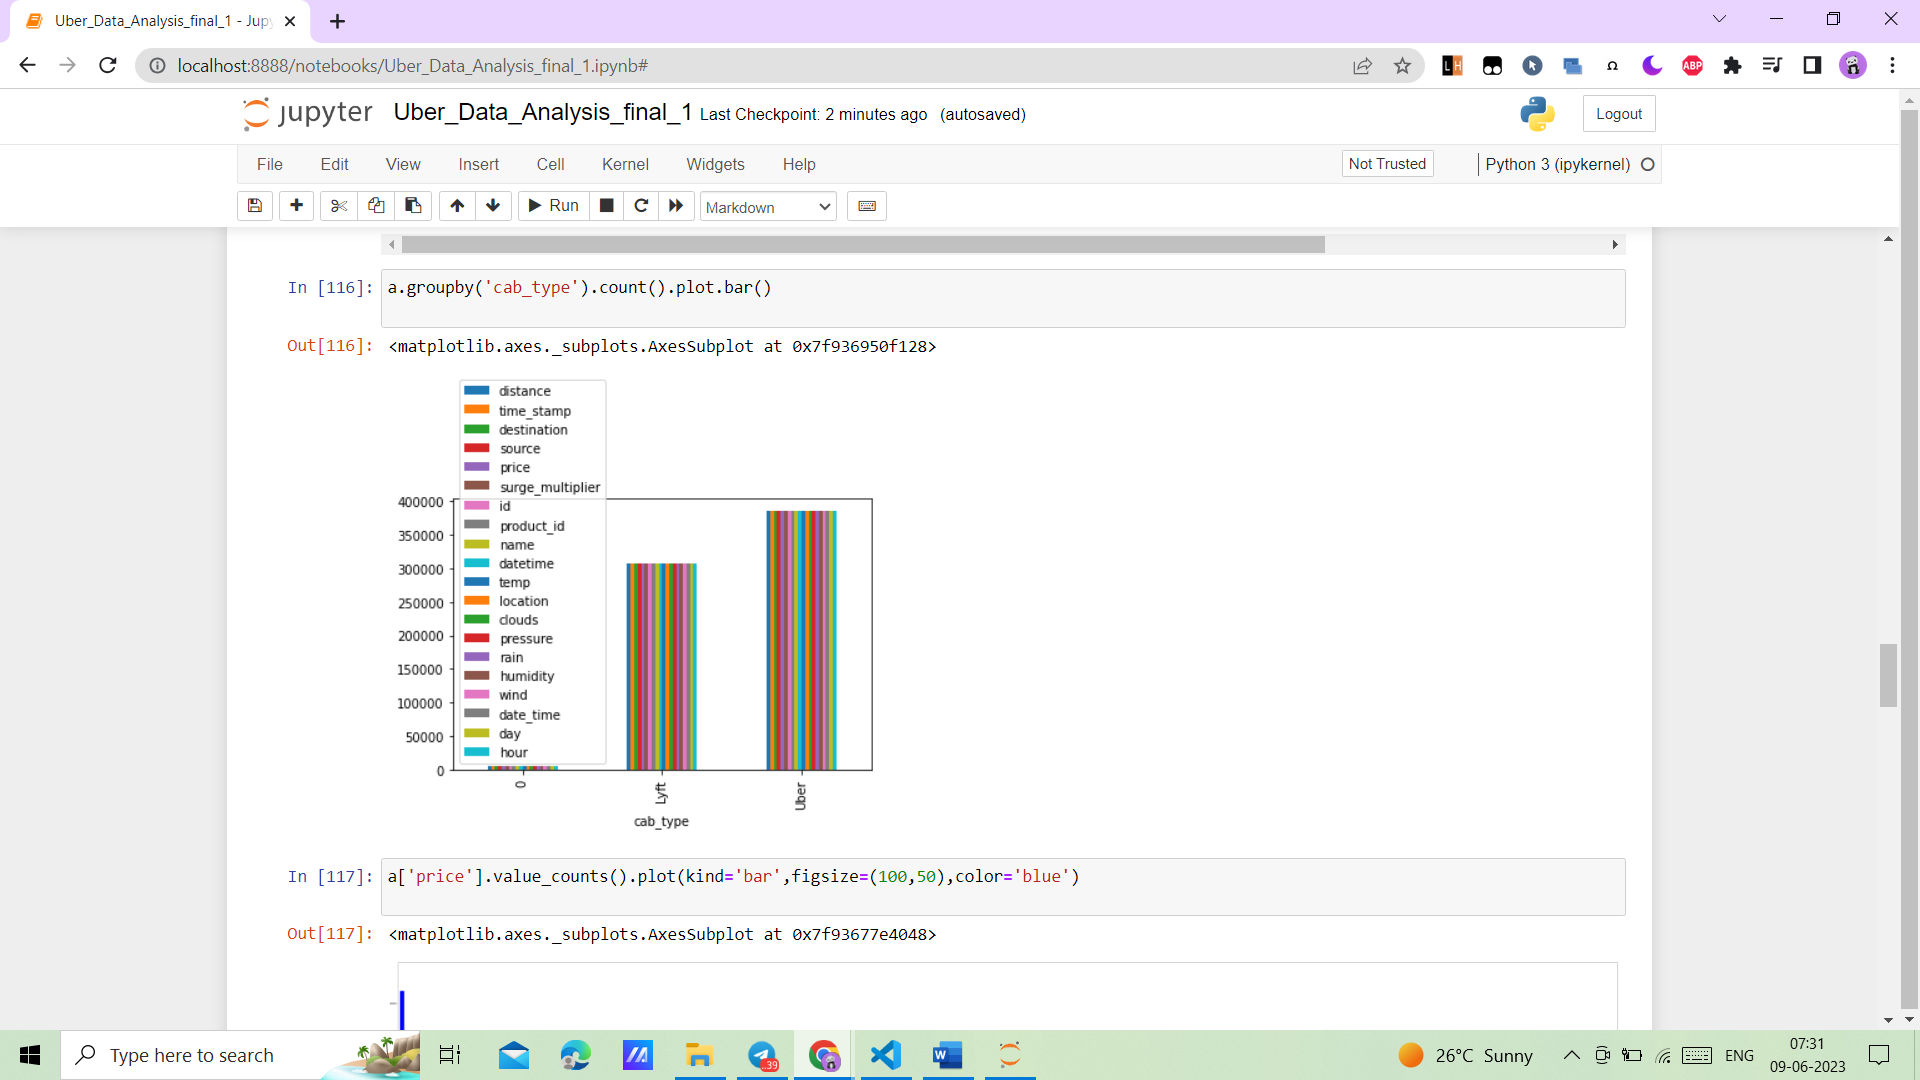 Uber_Data_Analysis_final_1 - Jup
localhost:8888/notebooks/Uber_Data_Analysis_final_1.ipynb#
LH
ABP
jupyter Uber_Data_Analysis_final_1 Last Checkpoint: 2 minutes ago (autosaved)
Logout
File Edit View Insert Cell Kernel Widgets Help
Not Trusted
Python 3 (ipykernel)
Run
Markdown
In [116]: a.groupby('cab_type').count().plot.bar()
Out[116]: <matplotlib.axes._subplots.AxesSubplot at 0x7f936950f128>
distance
time_stamp
destination
source
price
surge_multiplier
id
product_id
name
datetime
temp
location
clouds
pressure
rain
humidity
wind
date_time
day
hour
400000
350000
300000
250000
200000
150000
100000
50000
0
0
Lyft
Uber
cab_type
In [117]: a['price'].value_counts().plot(kind='bar',figsize=(100,50),color='blue')
Out[117]: <matplotlib.axes._subplots.AxesSubplot at 0x7f93677e4048>
Type here to search
..39
W
26°C Sunny
ENG
07:31
09-06-2023